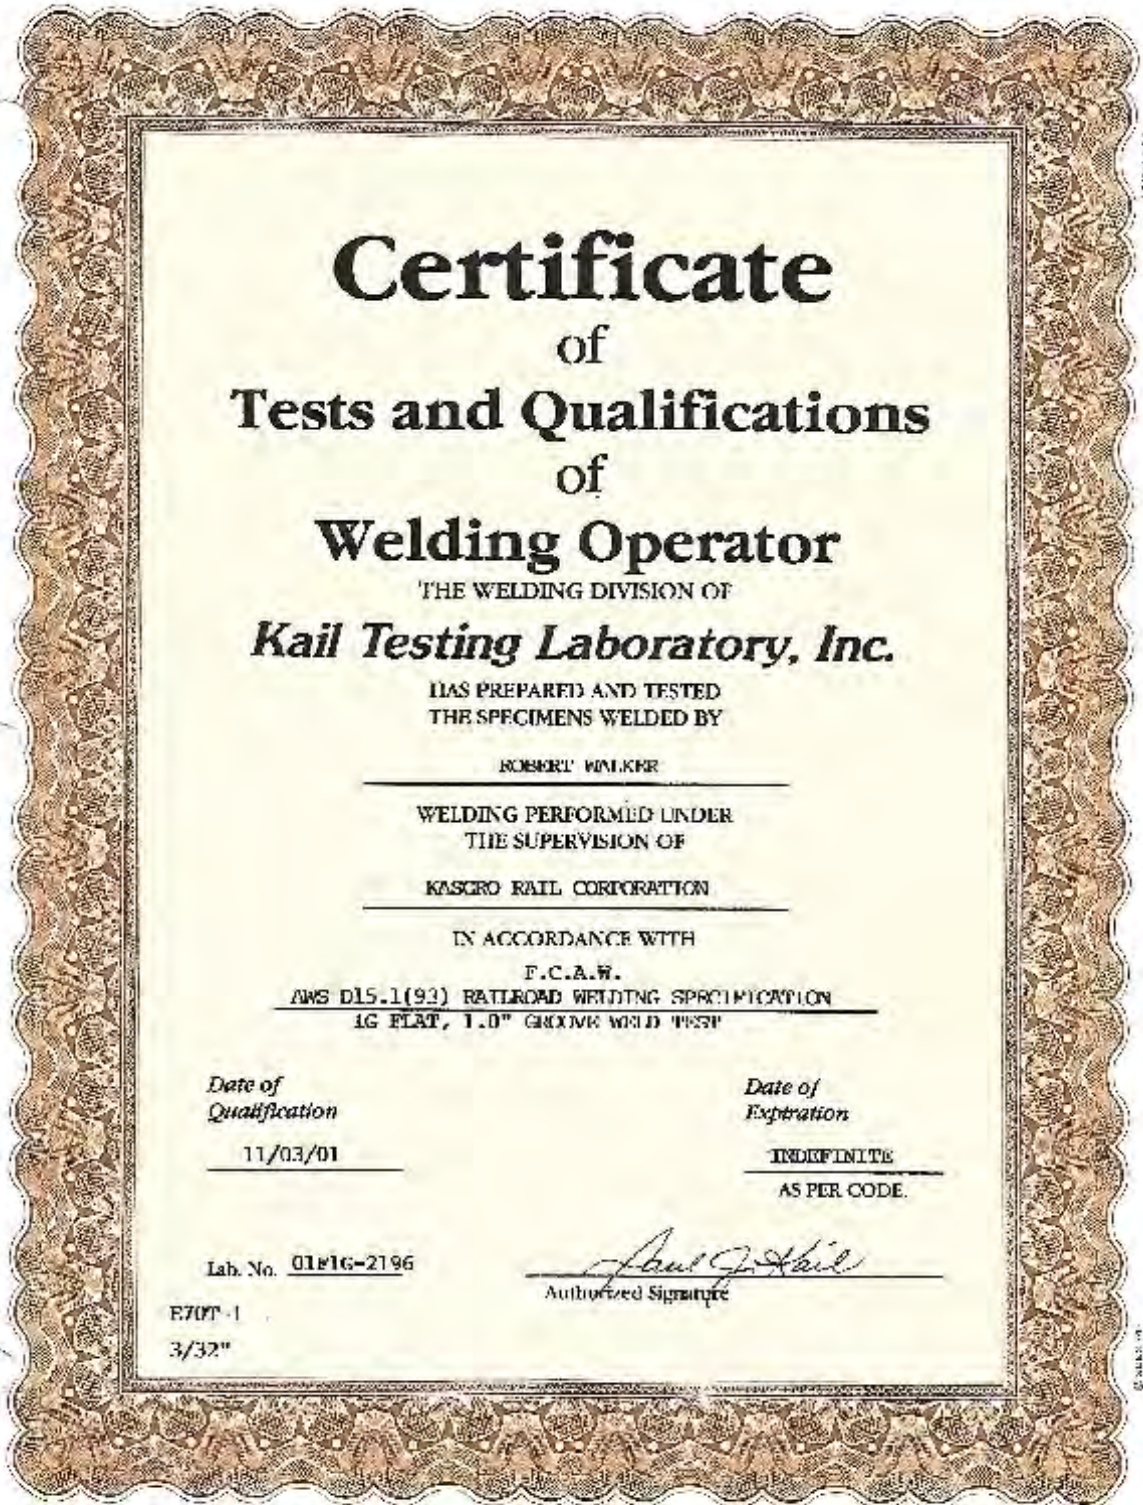 Certificate
of
Tests and Qualifications
of
Welding Operator
THE WELDING DIVISION OF
Kail Testing Laboratory, Inc.
HAS PREPARED AND TESTED
THE SPECIMENS WELDED BY
ROBERT WALKER
WELDING PERFORMED UNDER
THE SUPERVISION OF
KASGRO RAIL CORPORATION
IN ACCORDANCE WITH
F.C.A.W.
AWS D15.1(93) RAILROAD WELDING SPECIFICATION
1G FLAT, 1.0" GROOVE WELD TEST
Date of
Qualification
11/03/01
Date of
Expiration
INDEFINITE
AS PER CODE.
Lab. No. 01F1G-2196
Paul J. Kail
Authorized Signature
E70T-1
3/32"